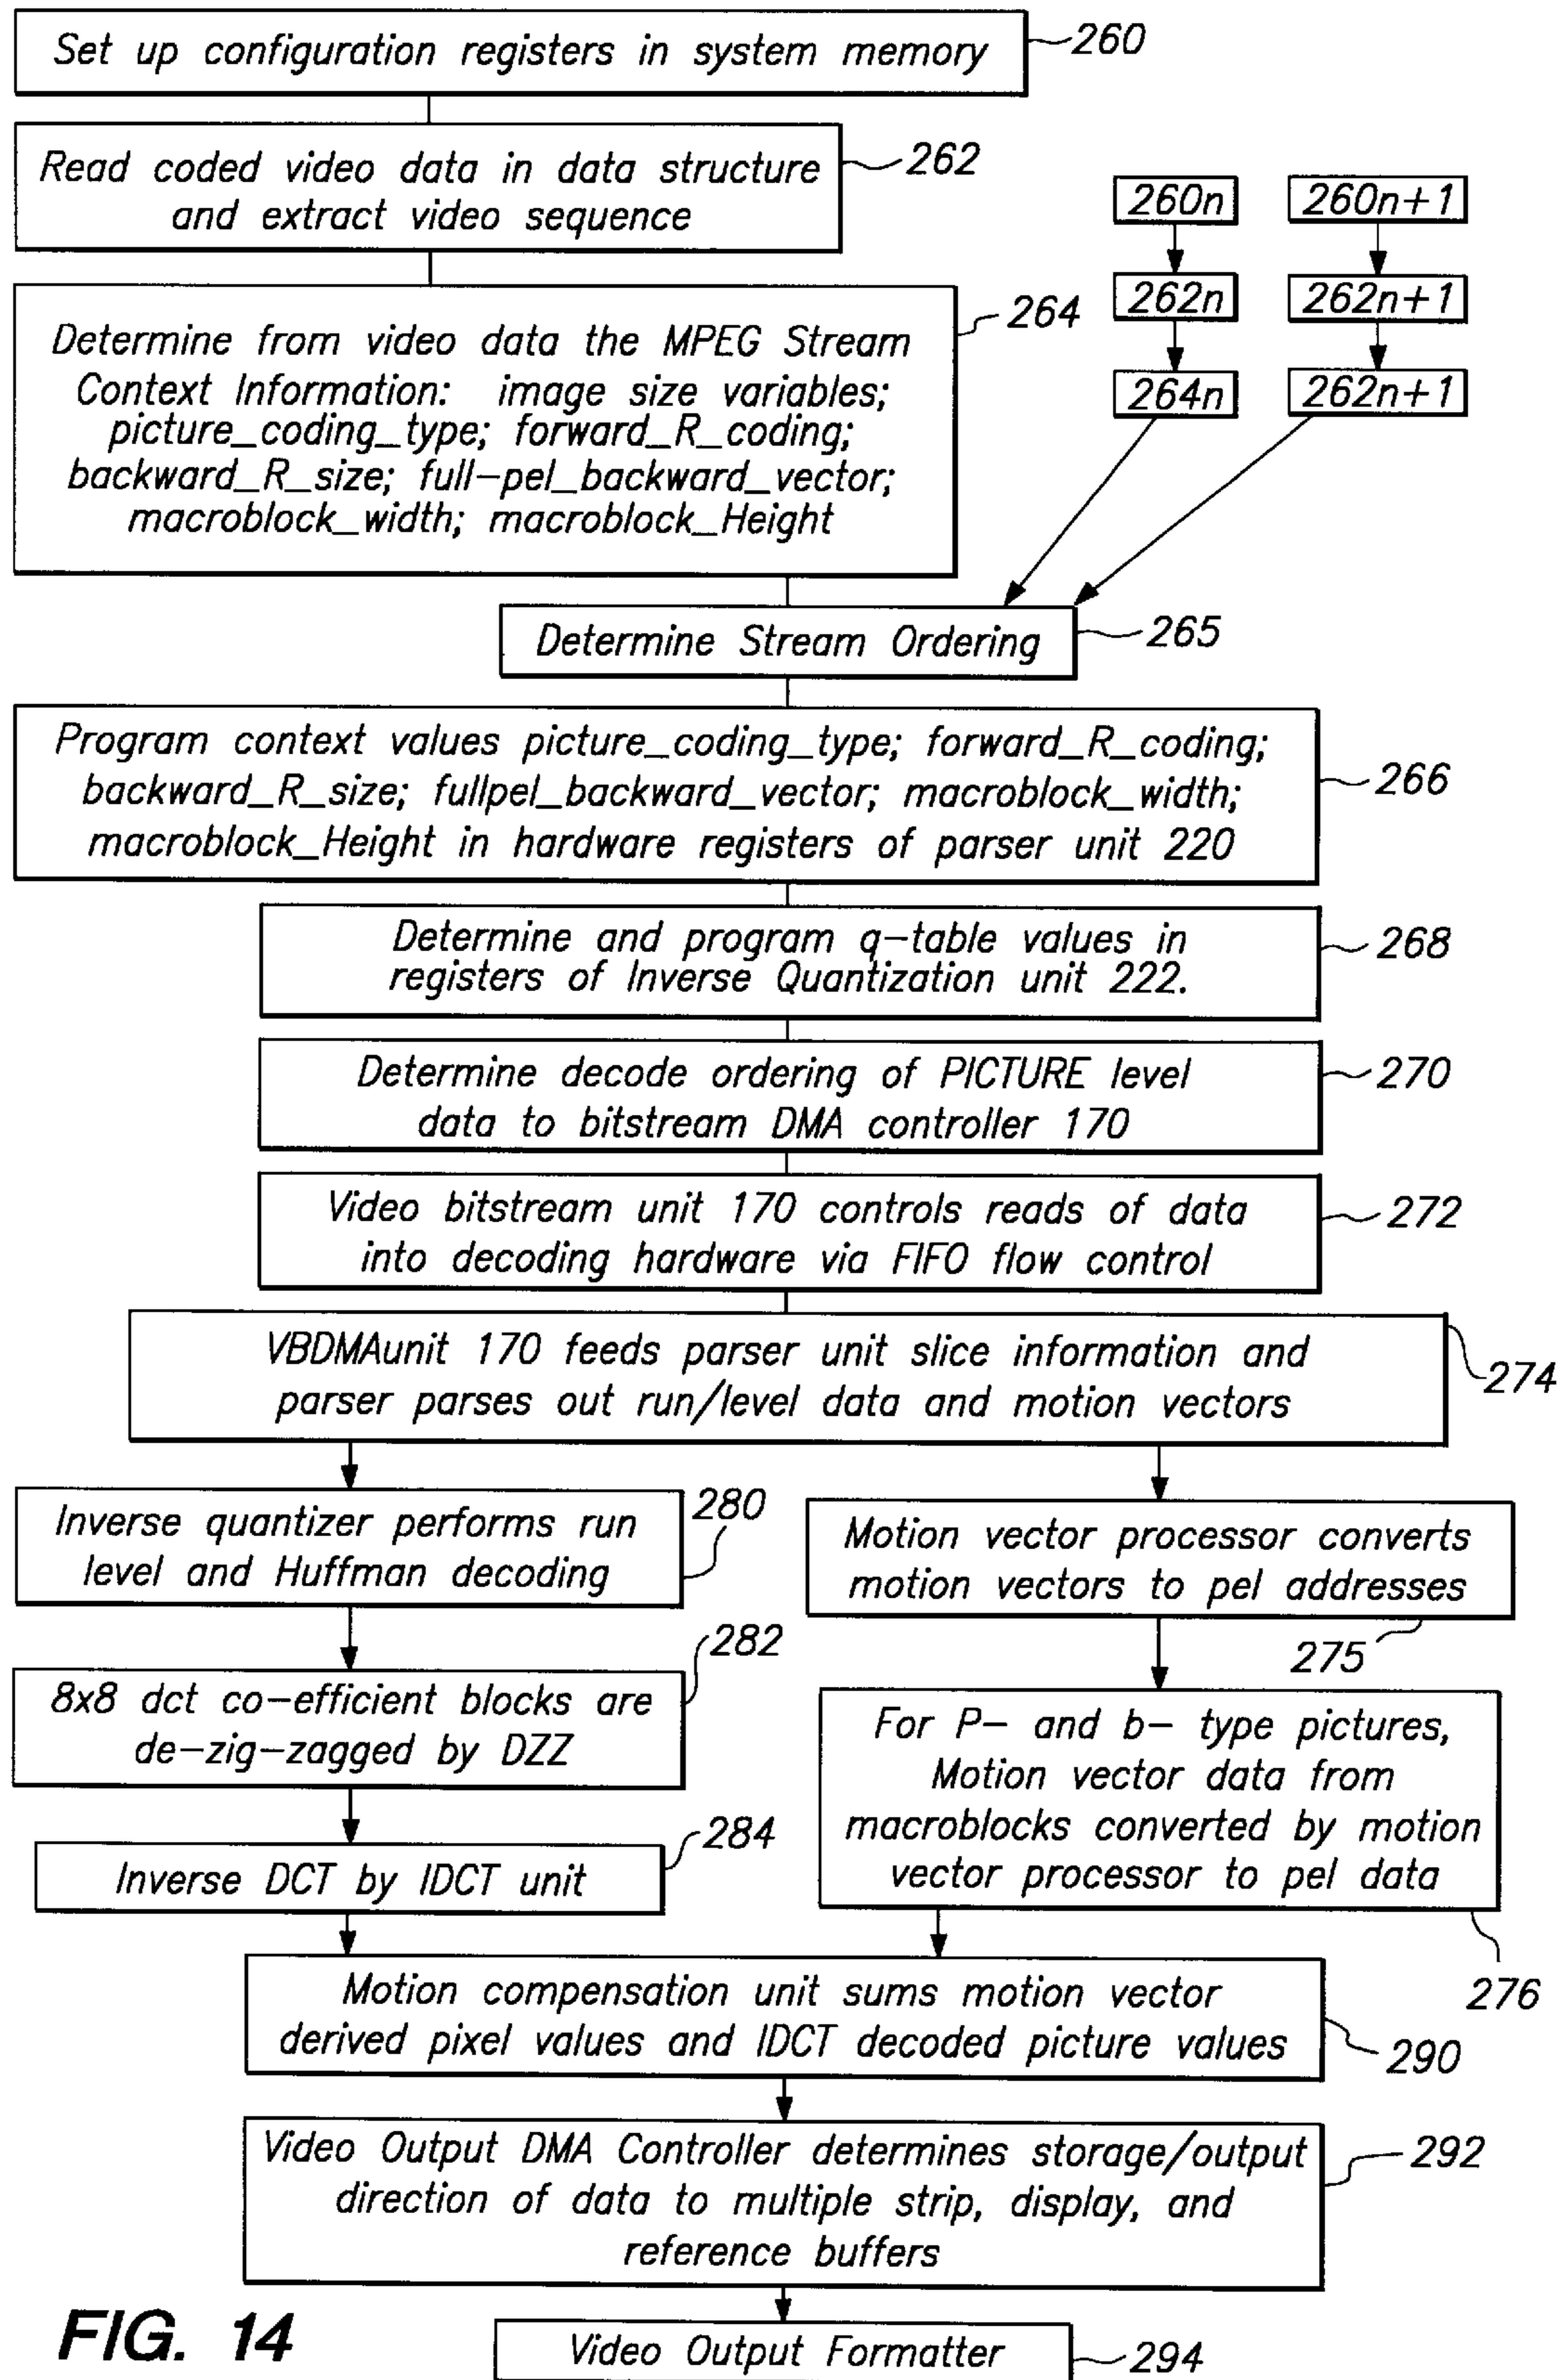 Set up configuration registers in system memory
260
Read coded video data in data structure
and extract video sequence
262
260n
260n+1
262n
262n+1
264n
262n+1
Determine from video data the MPEG Stream
Context Information: image size variables;
picture_coding_type; forward_R_coding;
backward_R_size; full-pel_backward_vector;
macroblock_width; macroblock_Height
264
Determine Stream Ordering
265
Program context values picture_coding_type; forward_R_coding;
backward_R_size; fullpel_backward_vector; macroblock_width;
macroblock_Height in hardware registers of parser unit 220
266
Determine and program q-table values in
registers of Inverse Quantization unit 222.
268
Determine decode ordering of PICTURE level
data to bitstream DMA controller 170
270
Video bitstream unit 170 controls reads of data
into decoding hardware via FIFO flow control
272
VBDMAunit 170 feeds parser unit slice information and
parser parses out run/level data and motion vectors
274
Inverse quantizer performs run
level and Huffman decoding
280
Motion vector processor converts
motion vectors to pel addresses
275
8x8 dct co-efficient blocks are
de-zig-zagged by DZZ
282
For P- and b- type pictures,
Motion vector data from
macroblocks converted by motion
vector processor to pel data
276
Inverse DCT by IDCT unit
284
Motion compensation unit sums motion vector
derived pixel values and IDCT decoded picture values
290
Video Output DMA Controller determines storage/output
direction of data to multiple strip, display, and
reference buffers
292
Video Output Formatter
294
FIG. 14